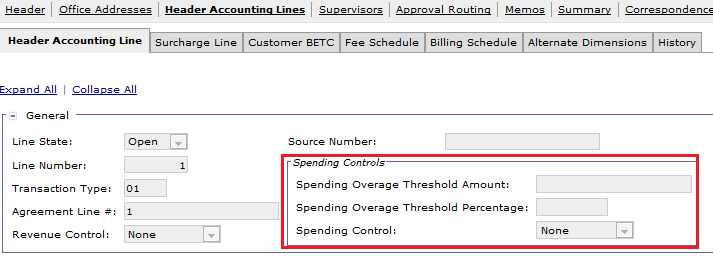 Header | Office Addresses | Header Accounting Lines | Supervisors | Approval Routing | Memos | Summary | Correspondence
Header Accounting Line Surcharge Line Customer BETC Fee Schedule Billing Schedule Alternate Dimensions History
Expand All | Collapse All
General
Line State: Open
Source Number:
Line Number: 1
Spending Controls
Transaction Type: 01
Spending Overage Threshold Amount:
Agreement Line #: 1
Spending Overage Threshold Percentage:
Revenue Control: None
Spending Control: None